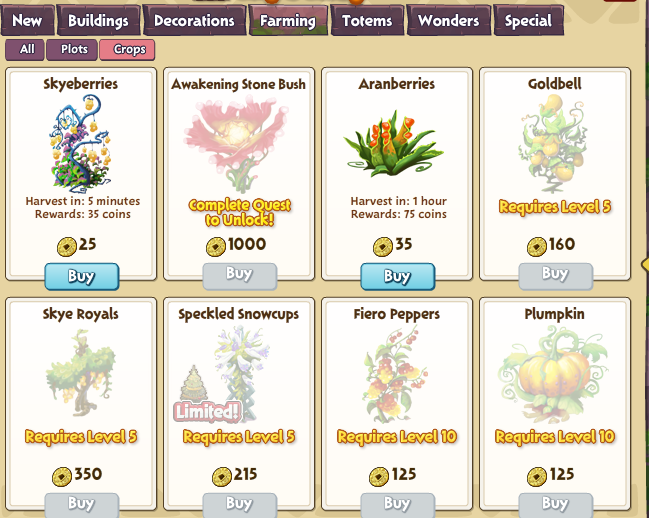 New Buildings Decorations Farming Totems Wonders Special
All Plots Crops
Skyeberries
Harvest in: 5 minutes
Rewards: 35 coins
25
Buy
Awakening Stone Bush
Complete Quest
to Unlock!
1000
Buy
Aranberries
Harvest in: 1 hour
Rewards: 75 coins
35
Buy
Goldbell
Requires Level 5
160
Buy
Skye Royals
Requires Level 5
350
Buy
Speckled Snowcups
Limited!
Requires Level 5
215
Buy
Fiero Peppers
Requires Level 10
125
Buy
Plumpkin
Requires Level 10
125
Buy